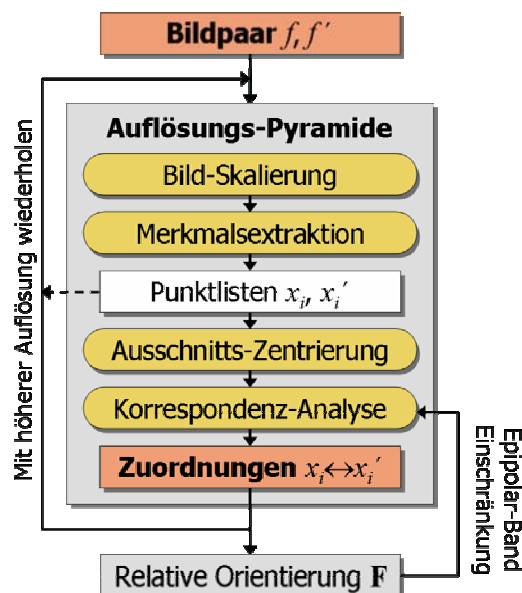 Bildpaar f, f´
Auflösungs-Pyramide
Bild-Skalierung
Merkmalsextraktion
Punktlisten xᵢ, xᵢ´
Ausschnitts-Zentrierung
Korrespondenz-Analyse
Zuordnungen xᵢ↔xᵢ´
Relative Orientierung F
Mit höherer Auflösung wiederholen
Epipolar-Band
Einschränkung